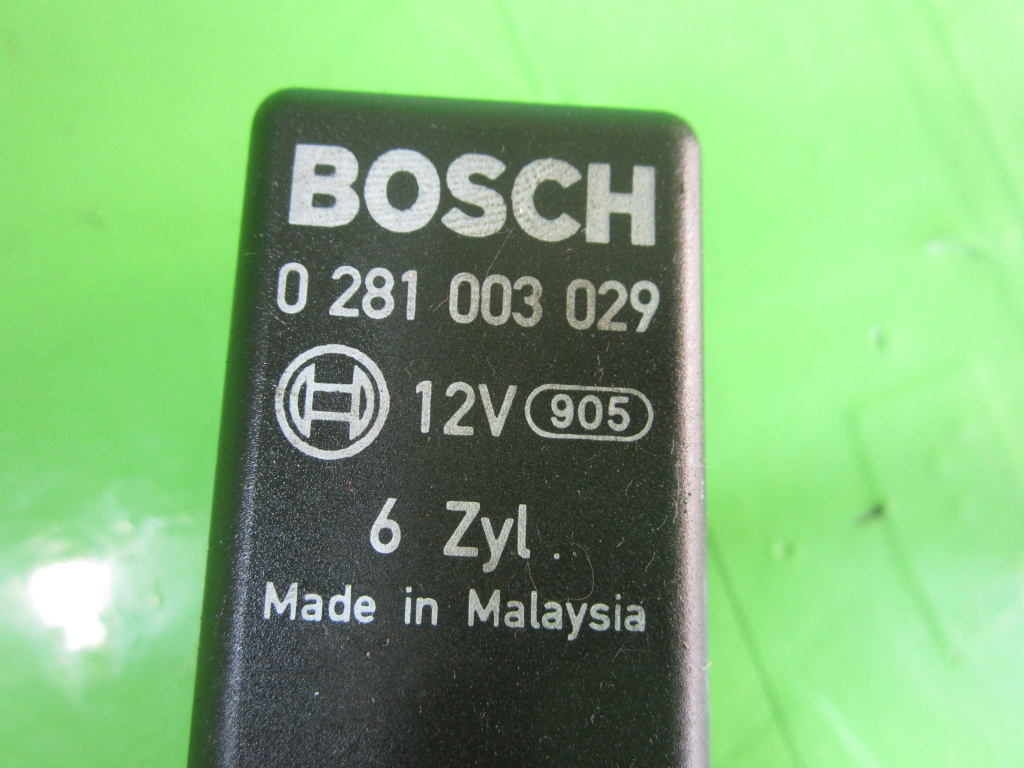 BOSCH
0 281 003 029
12V 905
6 Zyl.
Made in Malaysia